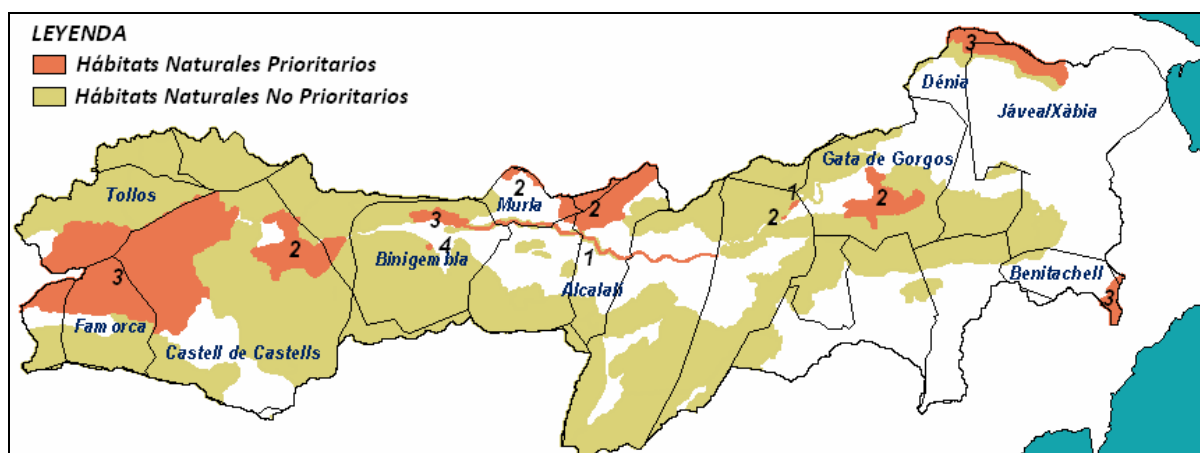 LEYENDA
Hábitats Naturales Prioritarios
Hábitats Naturales No Prioritarios
3
Dénia
Jávea/Xàbia
Gata de Gorgos
Tollos
2
Murla
1
2
2
2
3
2
4
Binigembla
1
3
Alcalalí
Benitachell
3
Famorca
Castell de Castells